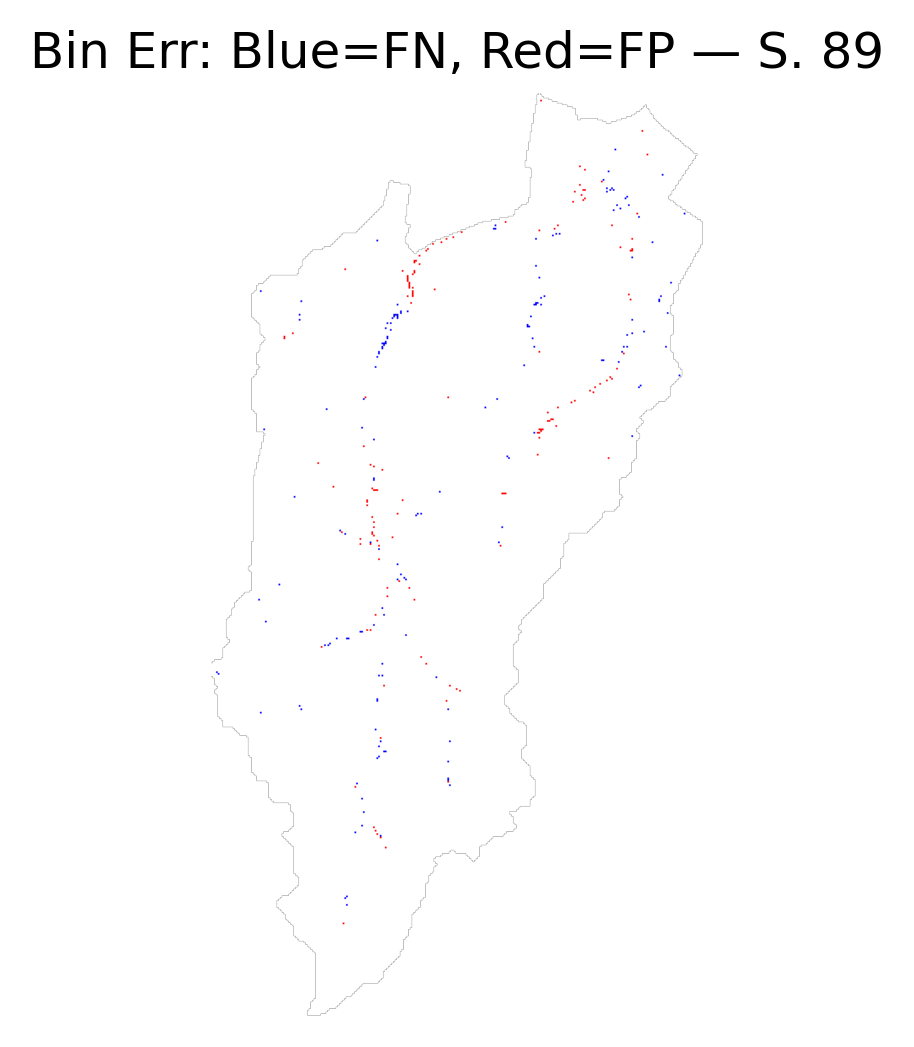 Bin Err: Blue=FN, Red=FP — S. 89